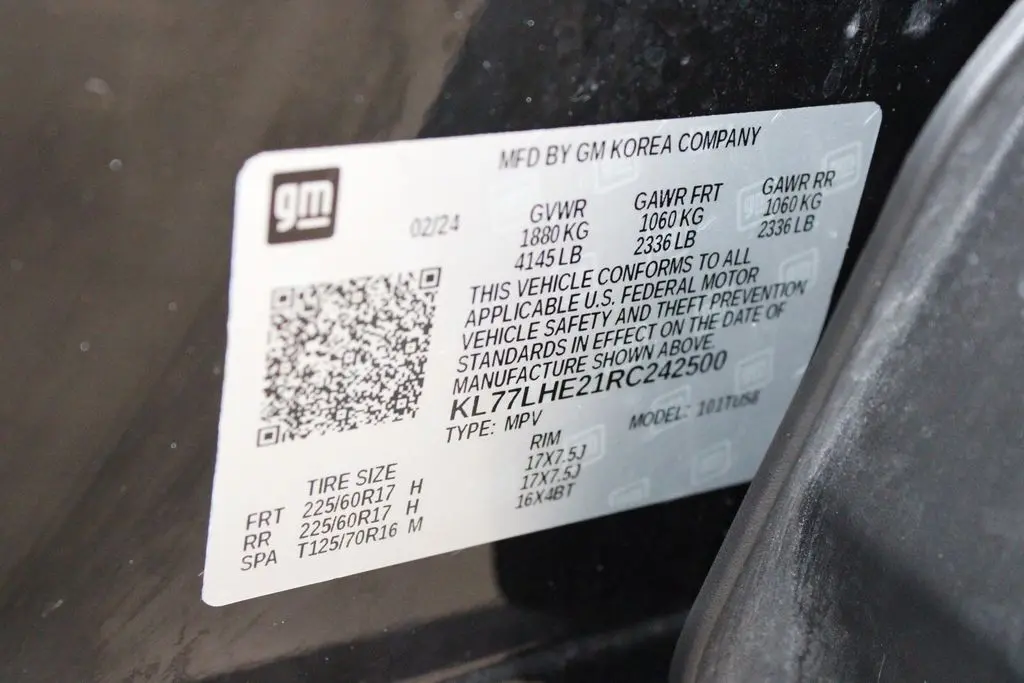 MFD BY GM KOREA COMPANY
gm
02/24
GVWR
1880 KG
4145 LB
GAWR FRT
1060 KG
2336 LB
GAWR RR
1060 KG
2336 LB
THIS VEHICLE CONFORMS TO ALL
APPLICABLE U.S. FEDERAL MOTOR
VEHICLE SAFETY AND THEFT PREVENTION
STANDARDS IN EFFECT ON THE DATE OF
MANUFACTURE SHOWN ABOVE.
KL77LHE21RC242500
TYPE: MPV
MODEL: 101TUS8
TIRE SIZE
RIM
FRT 225/60R17 H 17X7.5J
RR 225/60R17 H 17X7.5J
SPA T125/70R16 M 16X4BT